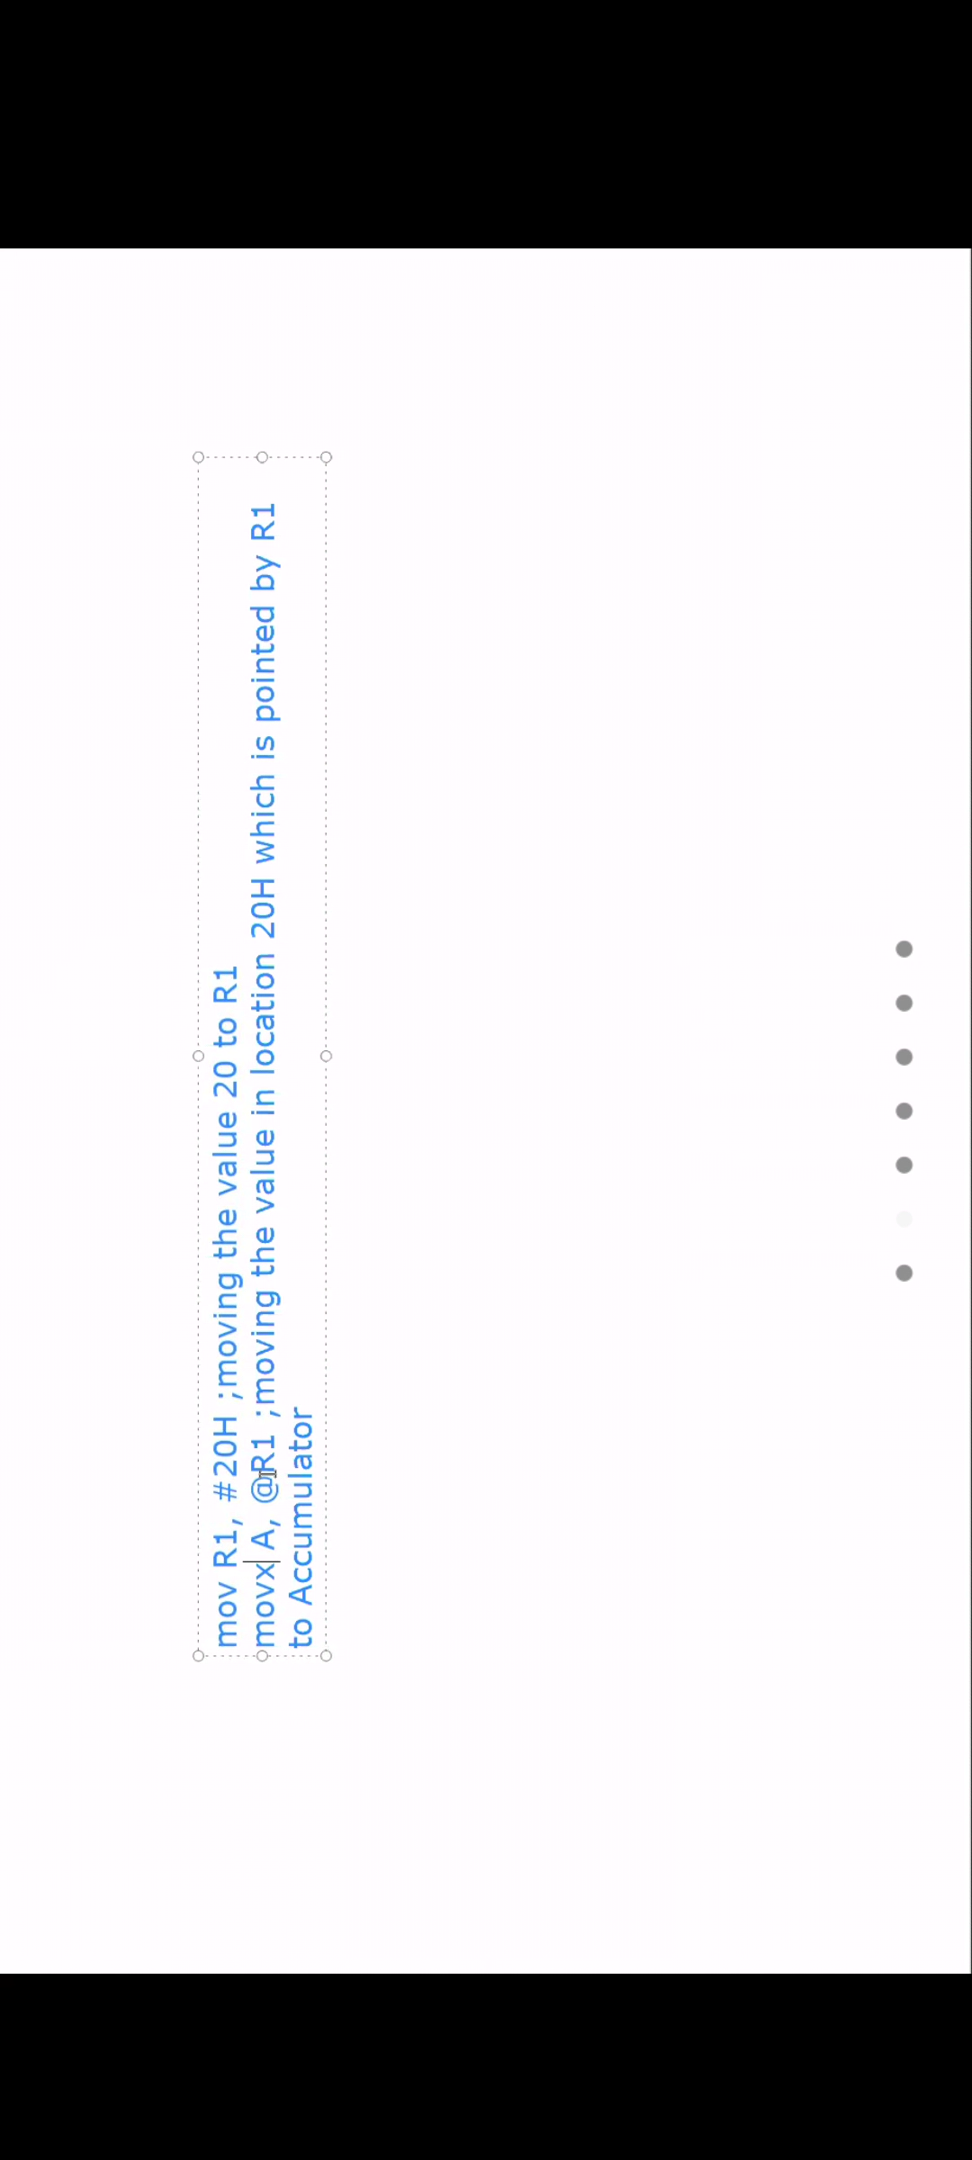 mov R1, #20H ;moving the value 20 to R1
movx A, @R1 ;moving the value in location 20H which is pointed by R1
to Accumulator